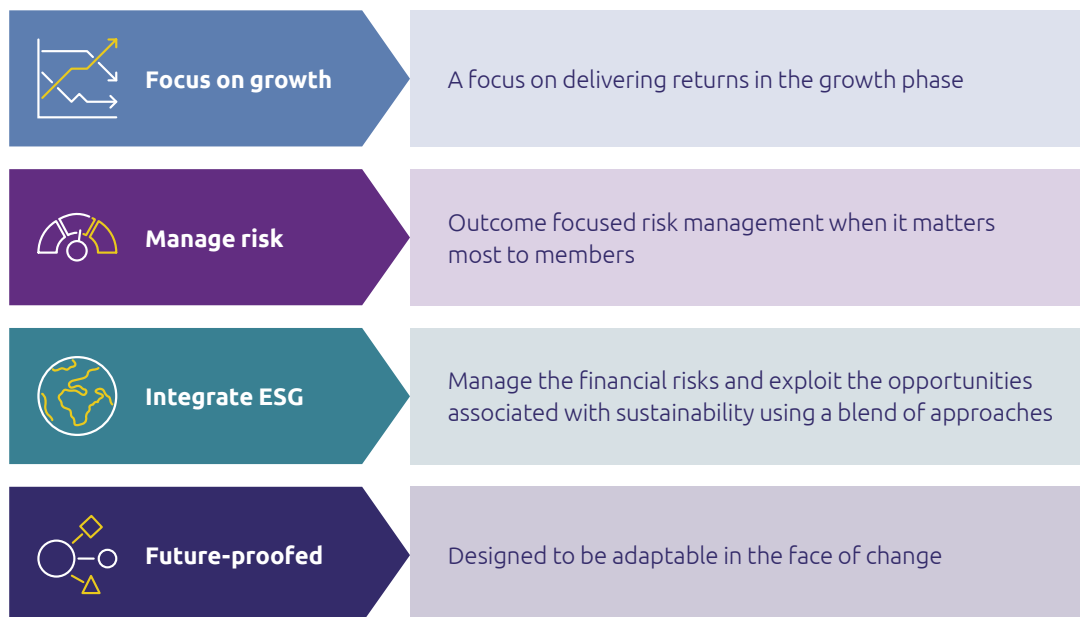 Focus on growth
A focus on delivering returns in the growth phase
Manage risk
Outcome focused risk management when it matters
most to members
Integrate ESG
Manage the financial risks and exploit the opportunities
associated with sustainability using a blend of approaches
Future-proofed
Designed to be adaptable in the face of change